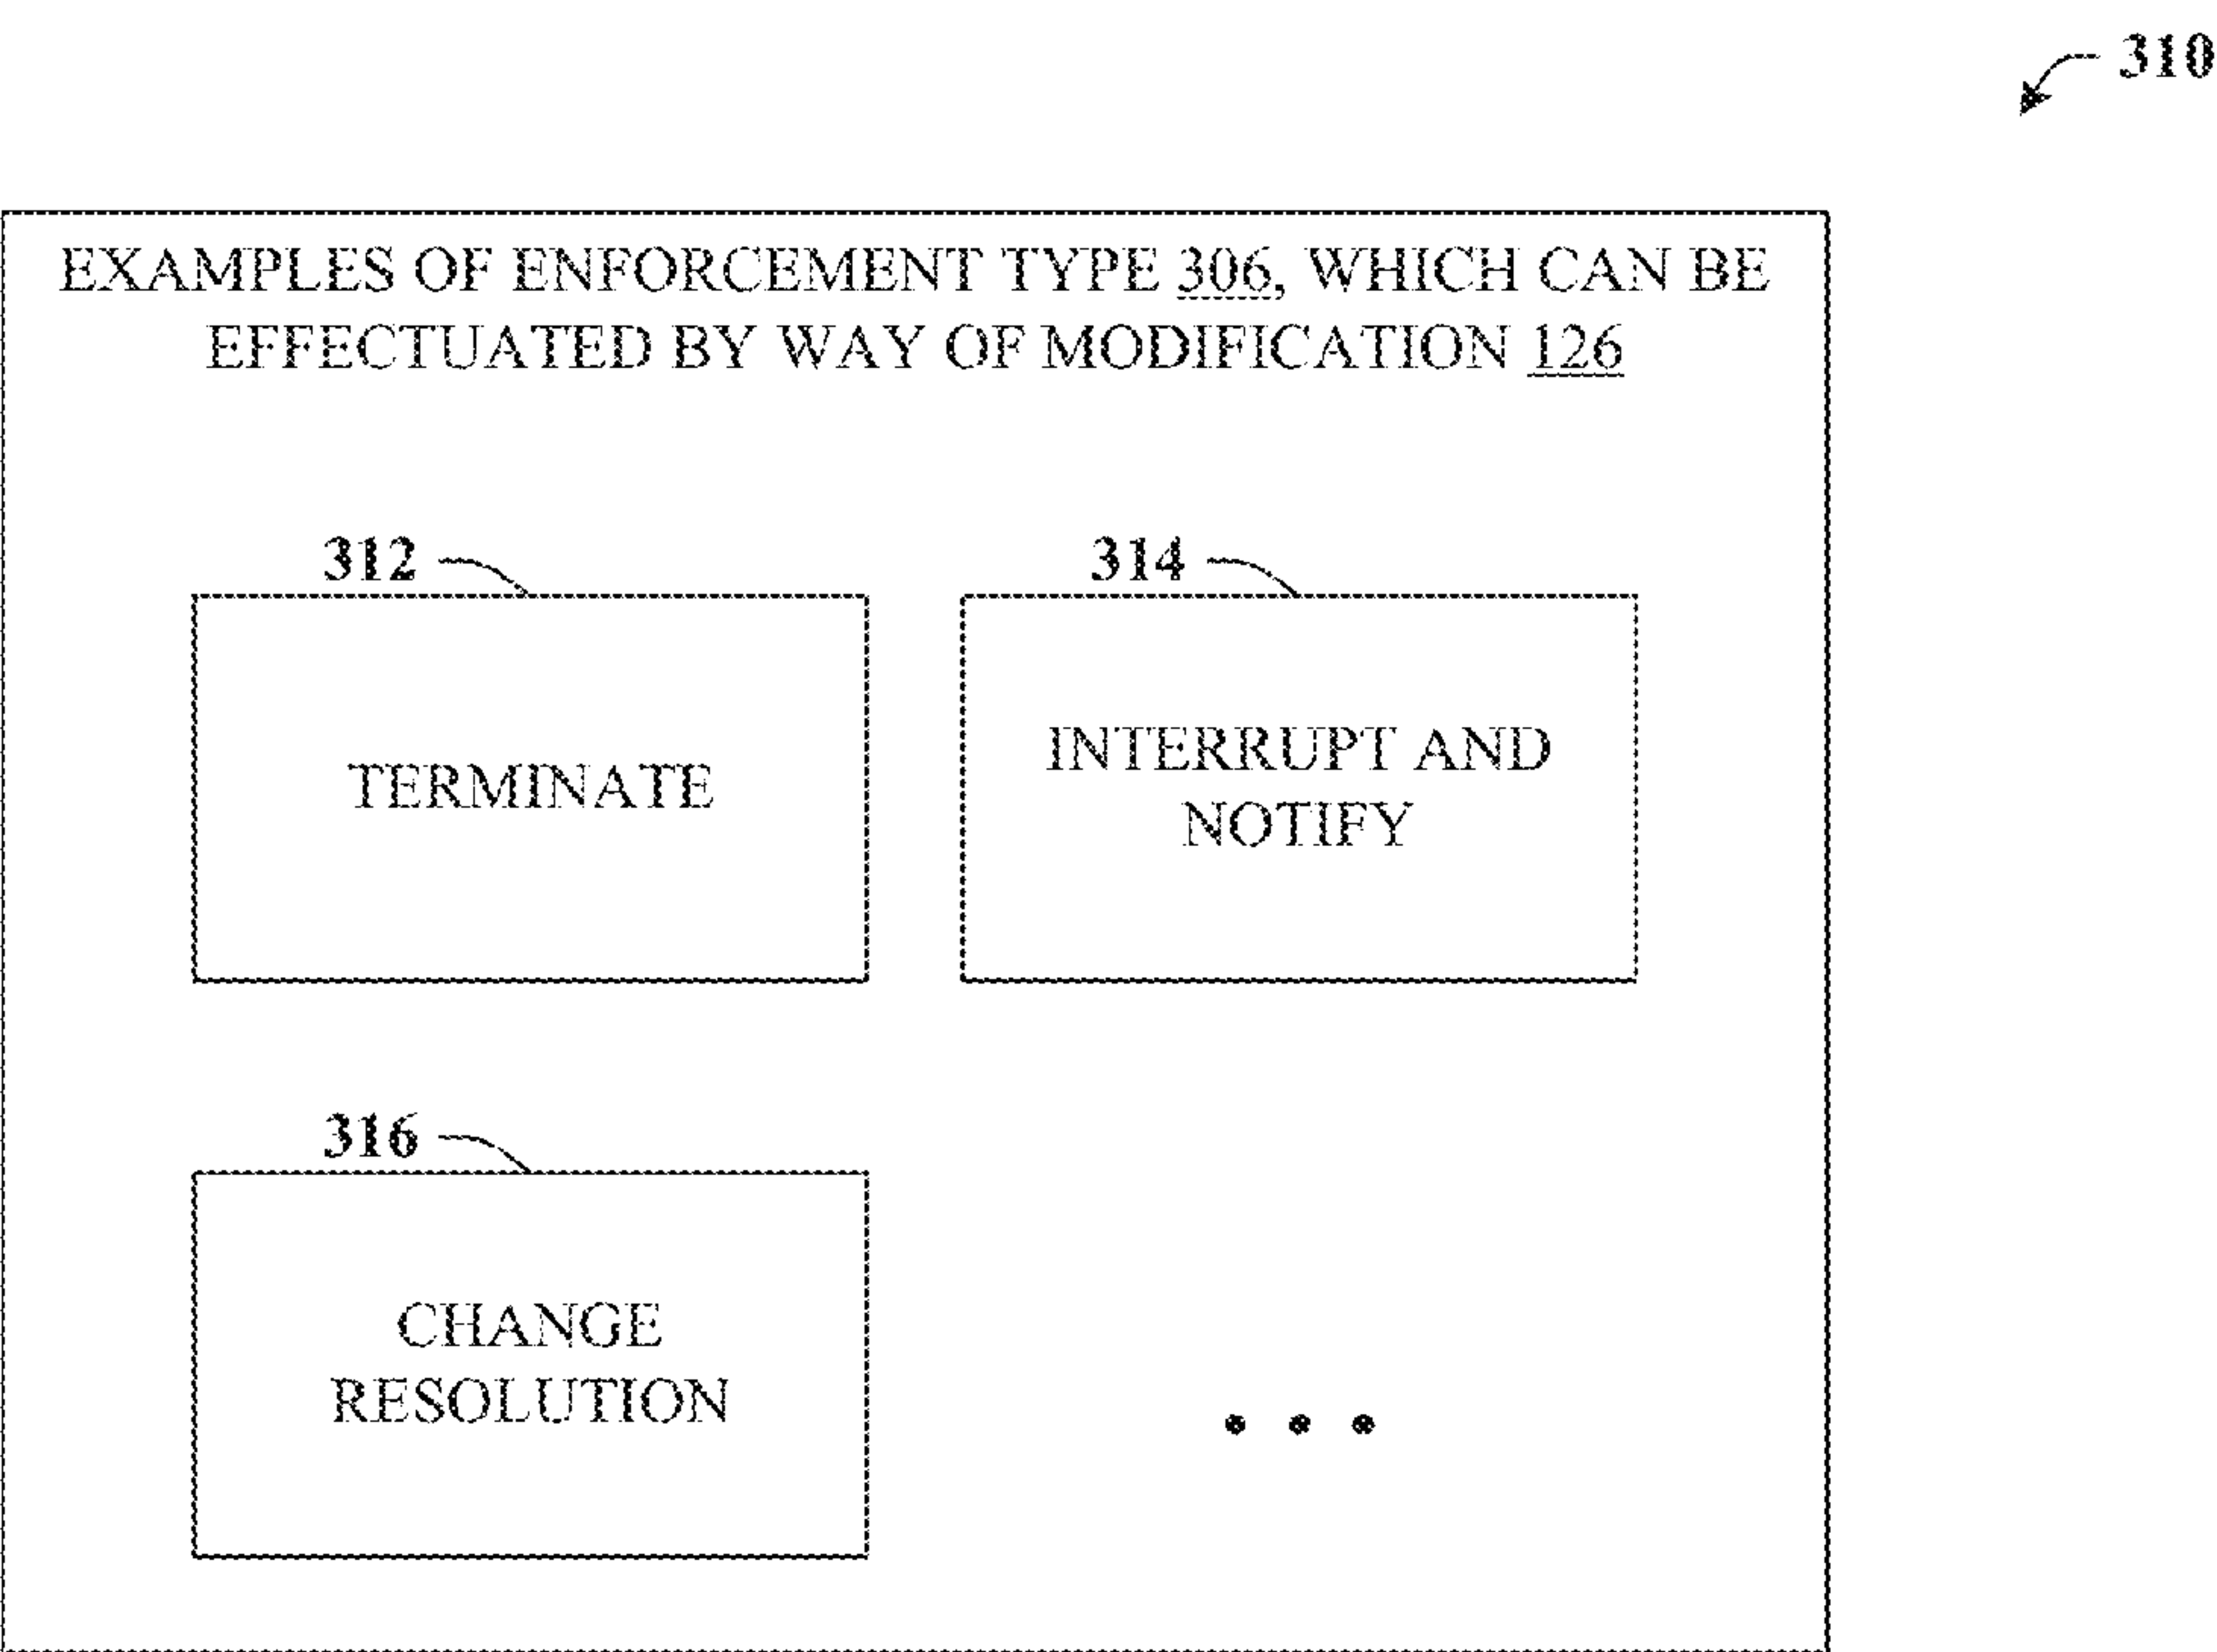 310
EXAMPLES OF ENFORCEMENT TYPE 306, WHICH CAN BE
EFFECTUATED BY WAY OF MODIFICATION 126
312
314
TERMINATE
INTERRUPT AND
NOTIFY
316
CHANGE
RESOLUTION
• • •